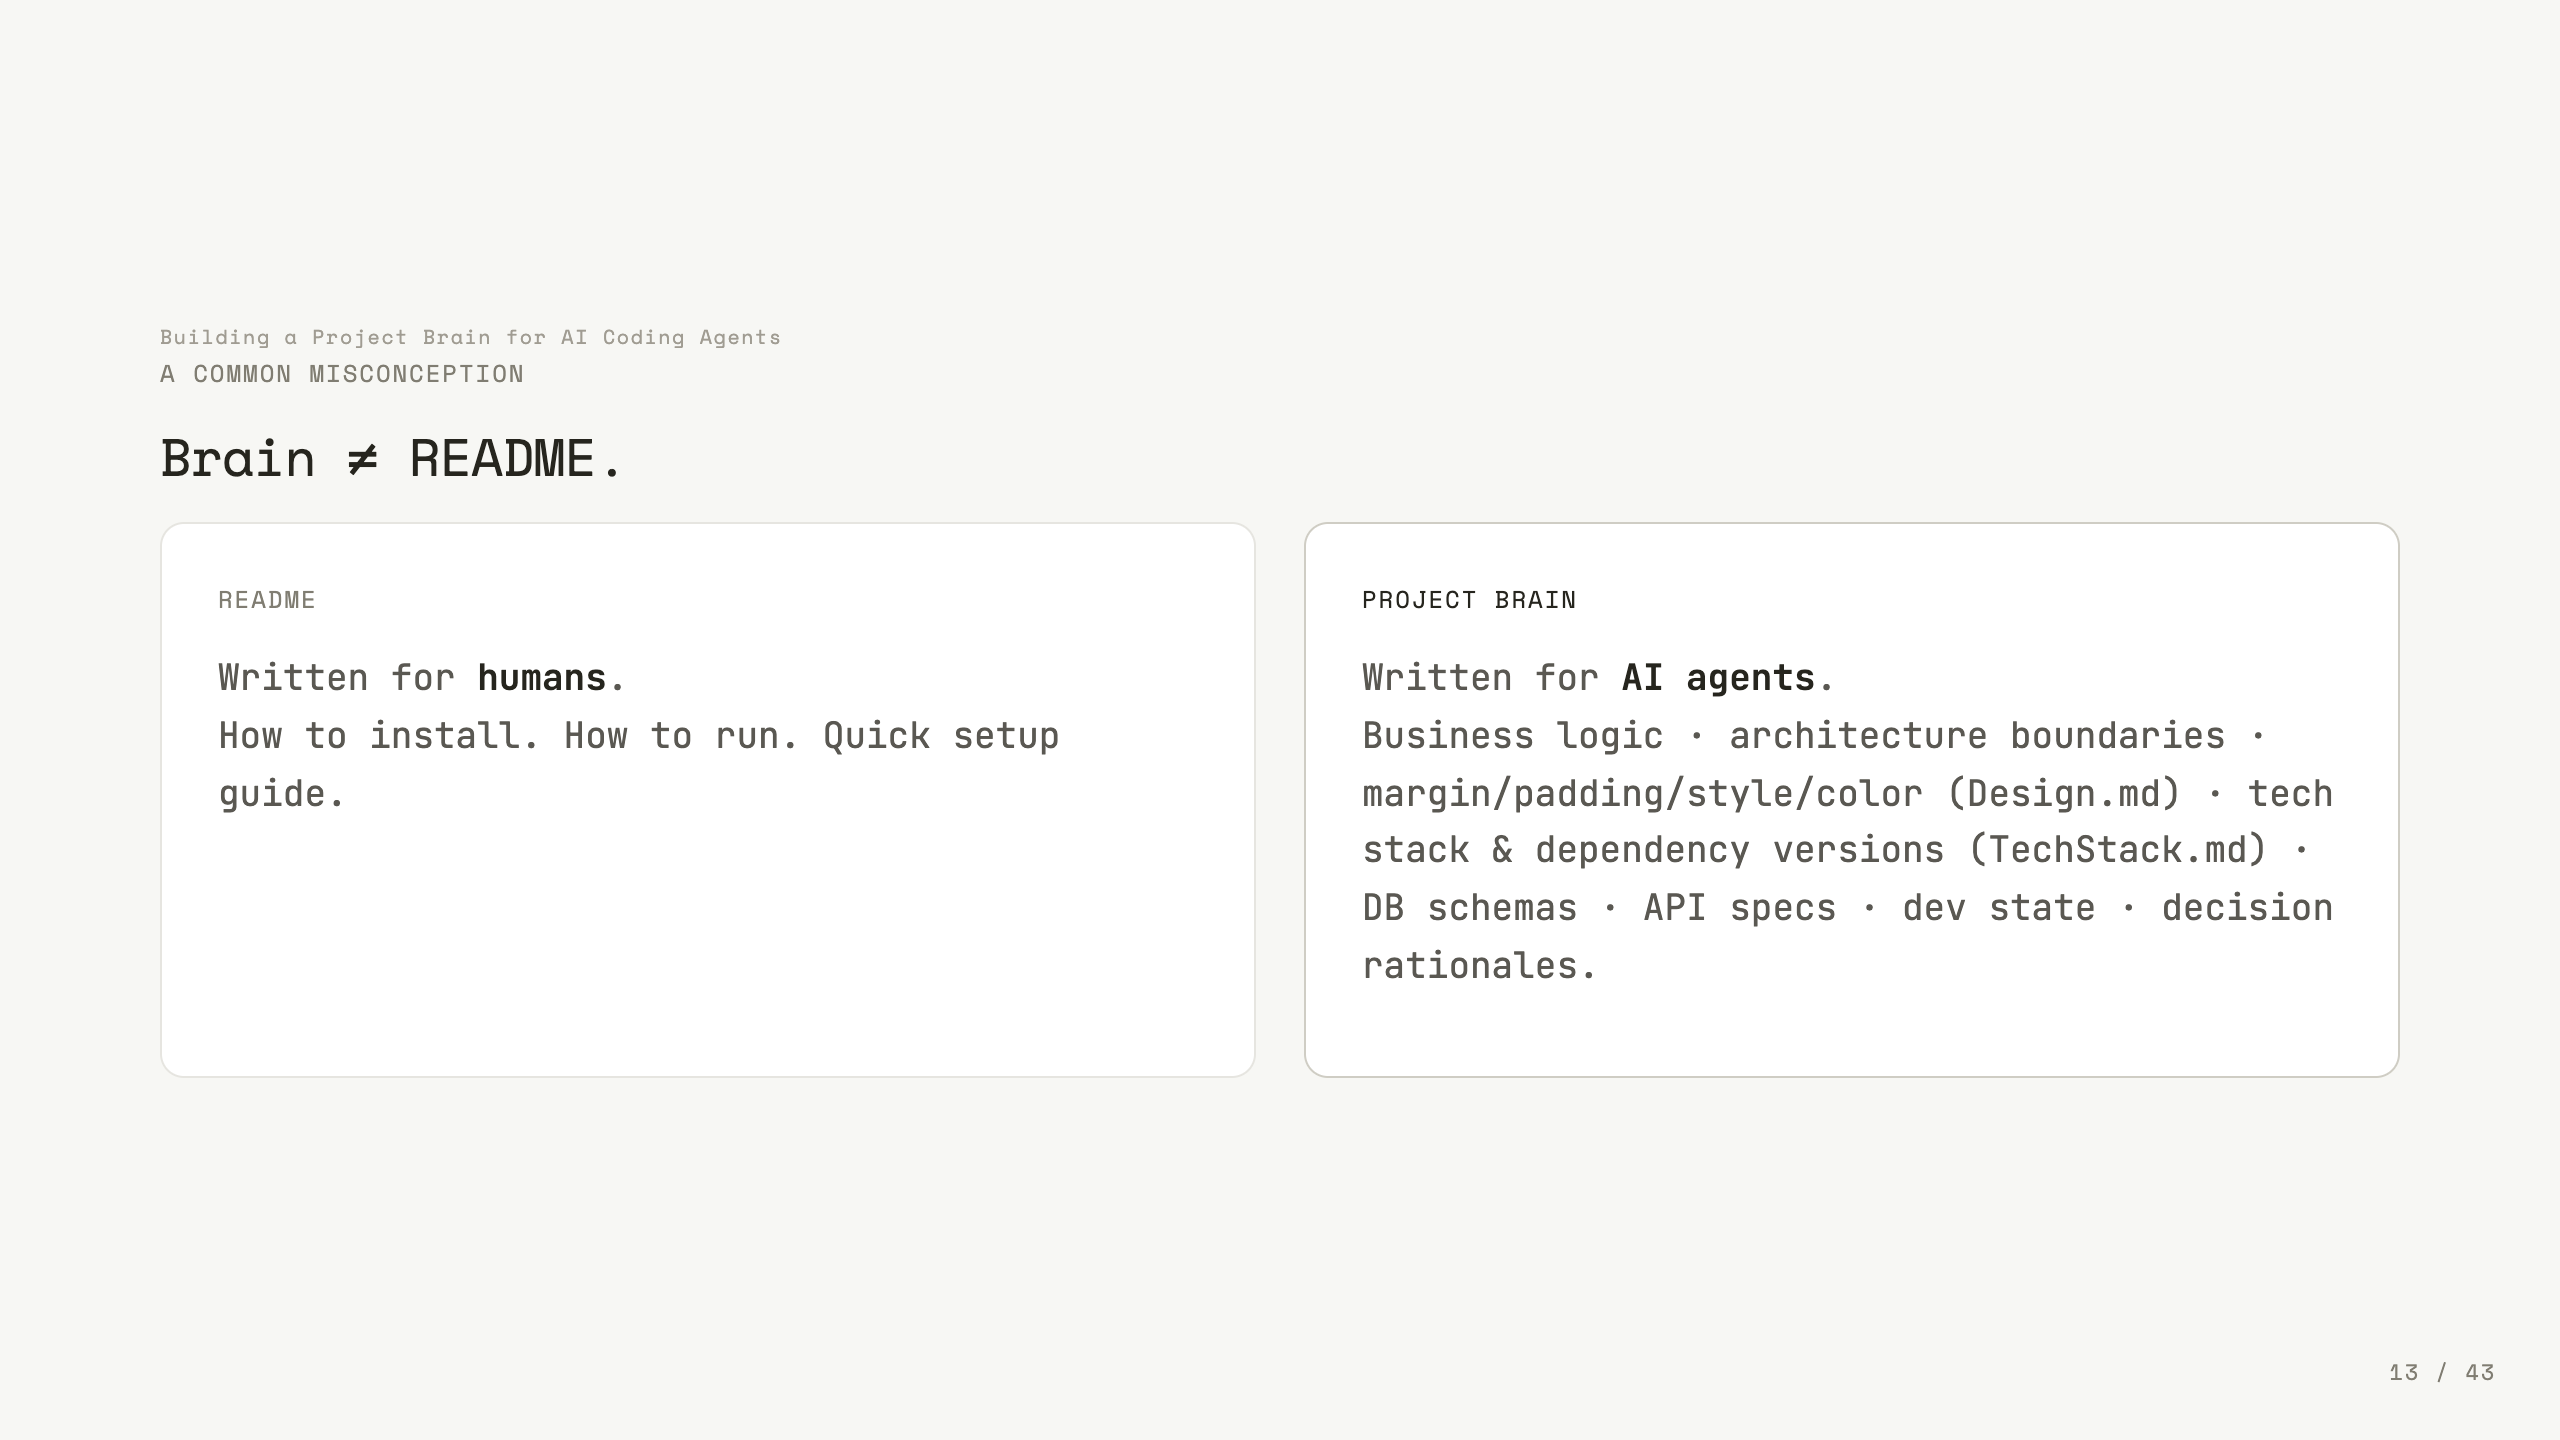 Building a Project Brain for AI Coding Agents
A COMMON MISCONCEPTION
Brain ≠ README.
README
Written for humans.
How to install. How to run. Quick setup
guide.
PROJECT BRAIN
Written for AI agents.
Business logic · architecture boundaries ·
margin/padding/style/color (Design.md) · tech
stack & dependency versions (TechStack.md) ·
DB schemas · API specs · dev state · decision
rationales.
13 / 43